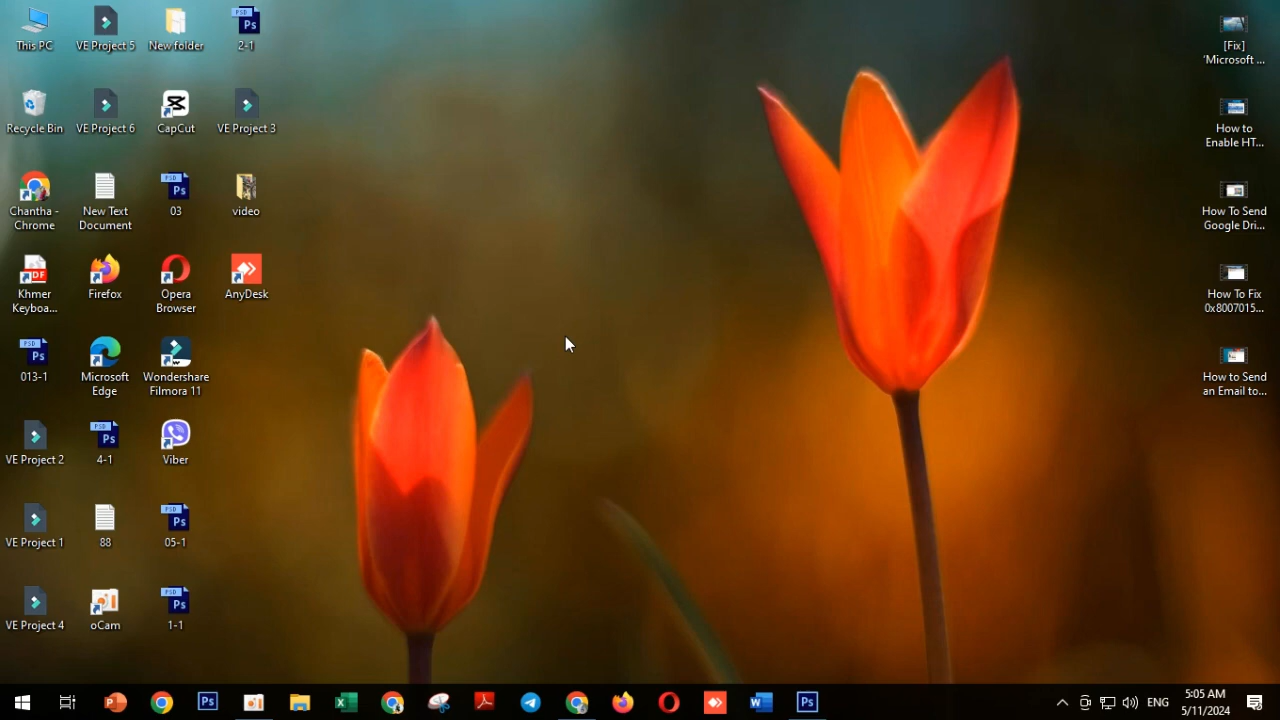 This PC
VE Project 5
New folder
2-1
Recycle Bin
VE Project 6
CapCut
VE Project 3
Chantha -
Chrome
New Text
Document
03
video
Khmer
Keyboa...
Firefox
Opera
Browser
AnyDesk
013-1
Microsoft
Edge
Wondershare
Filmora 11
VE Project 2
4-1
Viber
VE Project 1
88
05-1
VE Project 4
oCam
1-1
[Fix]
'Microsoft ...
How to
Enable HT...
How To Send
Google Dri...
How To Fix
0x8007015...
How to Send
an Email to...
ENG
5:05 AM
5/11/2024